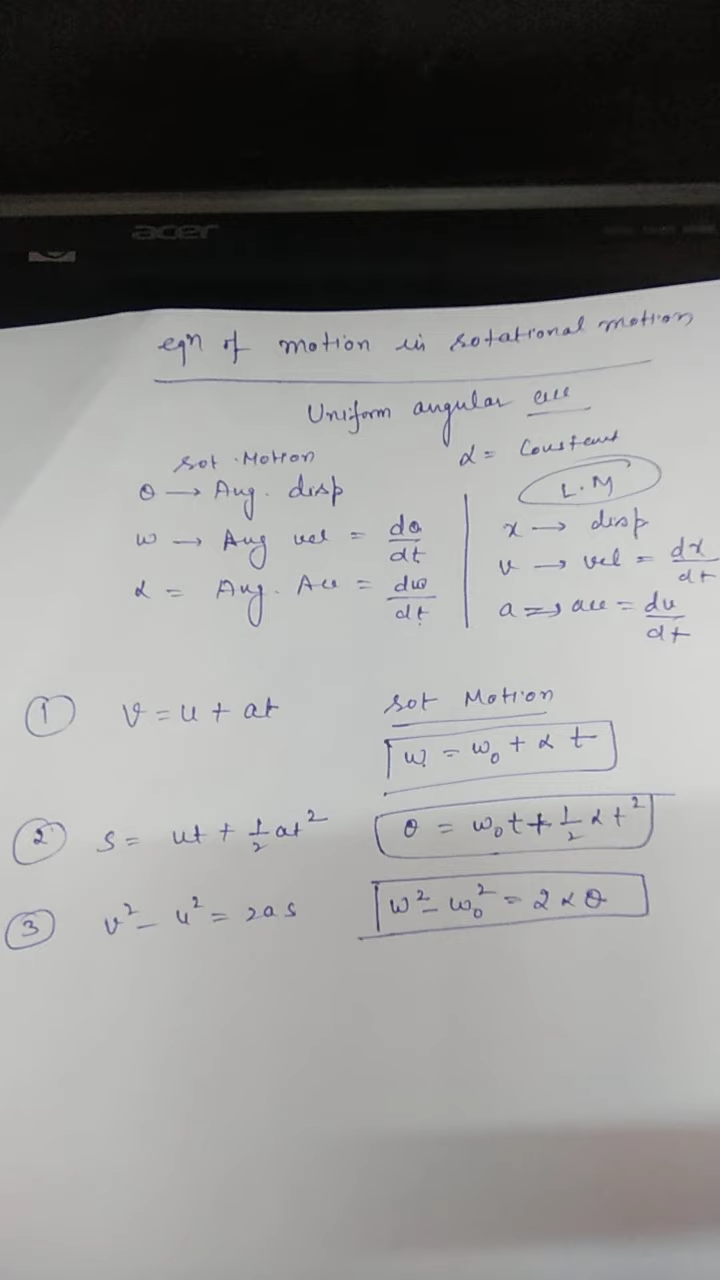 acer
eqn of motion in rotational motion
Uniform angular acc
α = Constant
rot. Motion
θ → Ang. disp
ω → Ang vel = dθ/dt
α = Ang. Acc = dω/dt
L.M
x → disp
v → vel = dx/dt
a → acc = dv/dt
① v = u + at
rot Motion
ω = ω₀ + α t
② s = ut + 1/2 at²
θ = ω₀t + 1/2 αt²
③ v² - u² = 2as
ω² - ω₀² = 2αθ